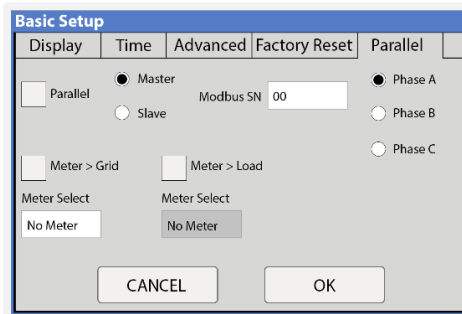 Basic Setup
Display Time Advanced Factory Reset Parallel
Parallel
Master
Slave
Modbus SN 00
Phase A
Phase B
Phase C
Meter > Grid
Meter > Load
Meter Select
Meter Select
No Meter
No Meter
CANCEL OK